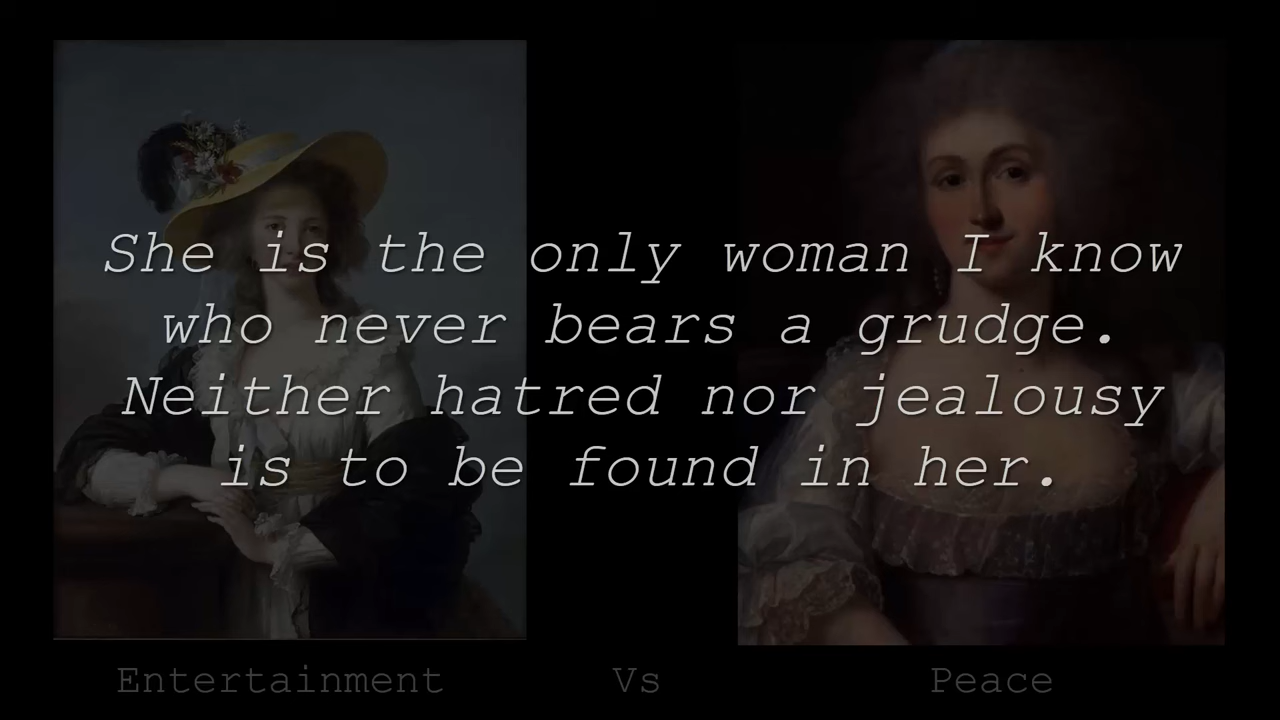 She is the only woman I know
who never bears a grudge.
Neither hatred nor jealousy
is to be found in her.
Entertainment Vs Peace